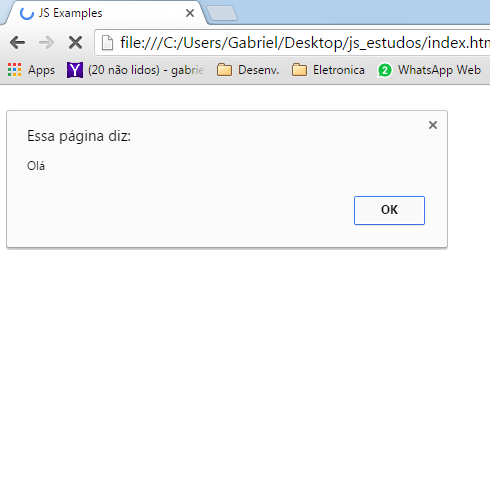 JS Examples
file:///C:/Users/Gabriel/Desktop/js_estudos/index.htm
Apps (20 não lidos) - gabrie Desenv. Eletronica 2 WhatsApp Web
Essa página diz:
Olá
OK